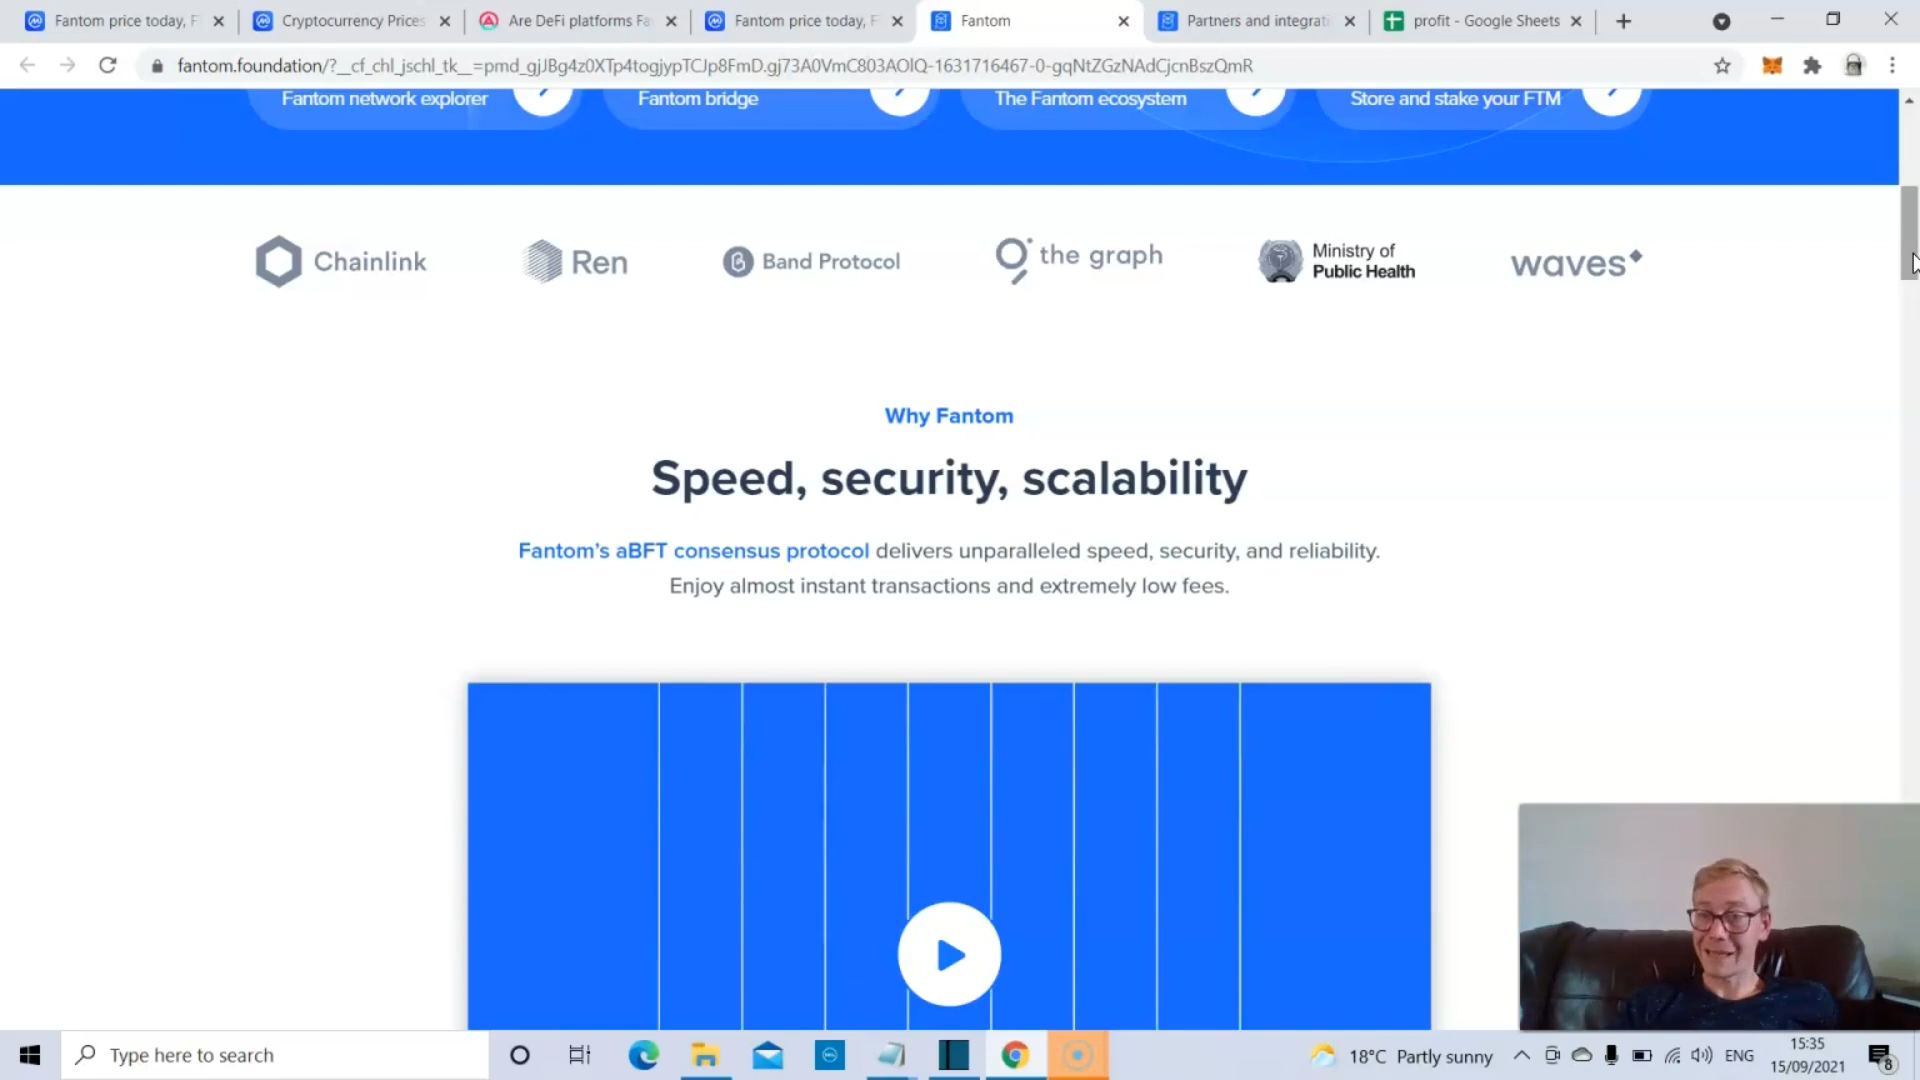 Fantom price today, F
Cryptocurrency Prices
Are DeFi platforms Fa
Fantom price today, F
Fantom
Partners and integrati
profit - Google Sheets
fantom.foundation/?__cf_chl_jschl_tk__=pmd_gjJBg4z0XTp4togjypTCJp8FmD.gj73A0VmC803AOlQ-1631716467-0-gqNtZGzNAdCjcnBszQmR
Fantom network explorer
Fantom bridge
The Fantom ecosystem
Store and stake your FTM
Chainlink
Ren
Band Protocol
the graph
Ministry of
Public Health
waves
Why Fantom
Speed, security, scalability
Fantom's aBFT consensus protocol delivers unparalleled speed, security, and reliability.
Enjoy almost instant transactions and extremely low fees.
Type here to search
18°C Partly sunny
ENG
15:35
15/09/2021
8